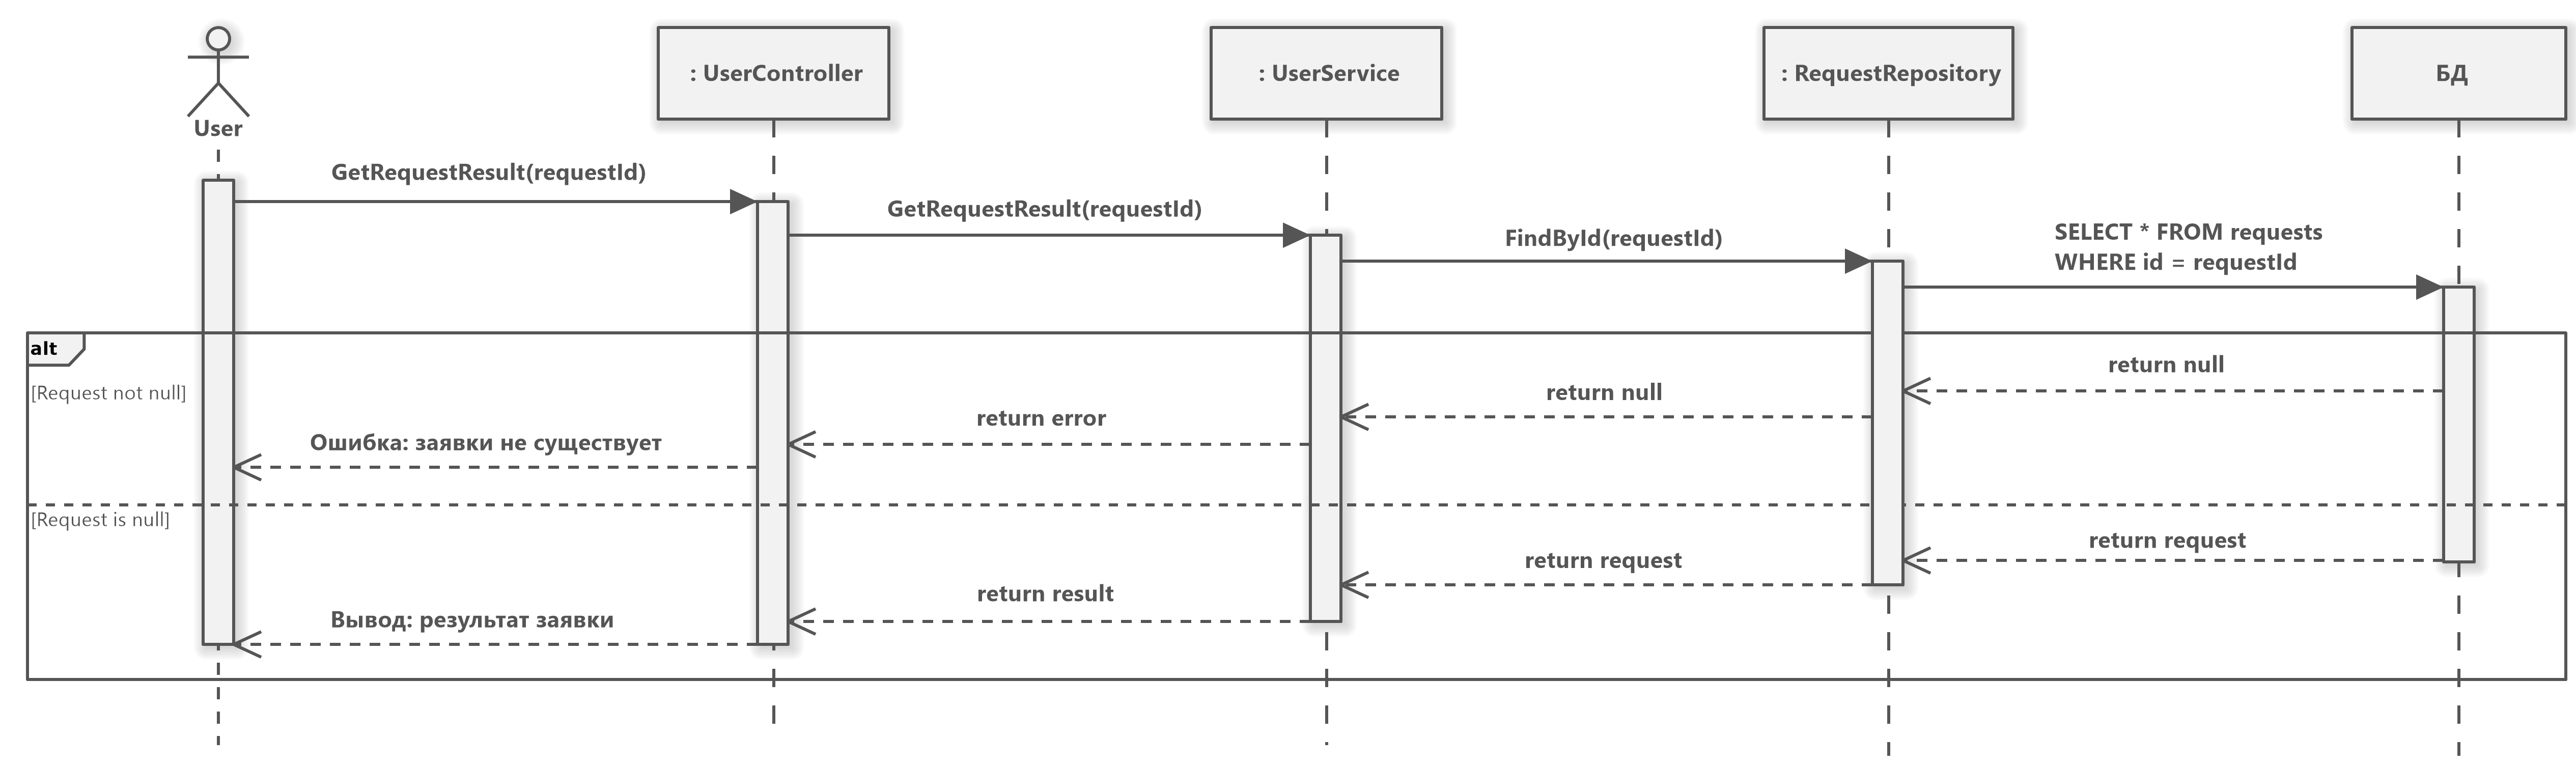 User
: UserController
: UserService
: RequestRepository
БД
GetRequestResult(requestId)
GetRequestResult(requestId)
FindById(requestId)
SELECT * FROM requests
WHERE id = requestId
alt
[Request not null]
return null
return null
return error
Ошибка: заявки не существует
[Request is null]
return request
return request
return result
Вывод: результат заявки